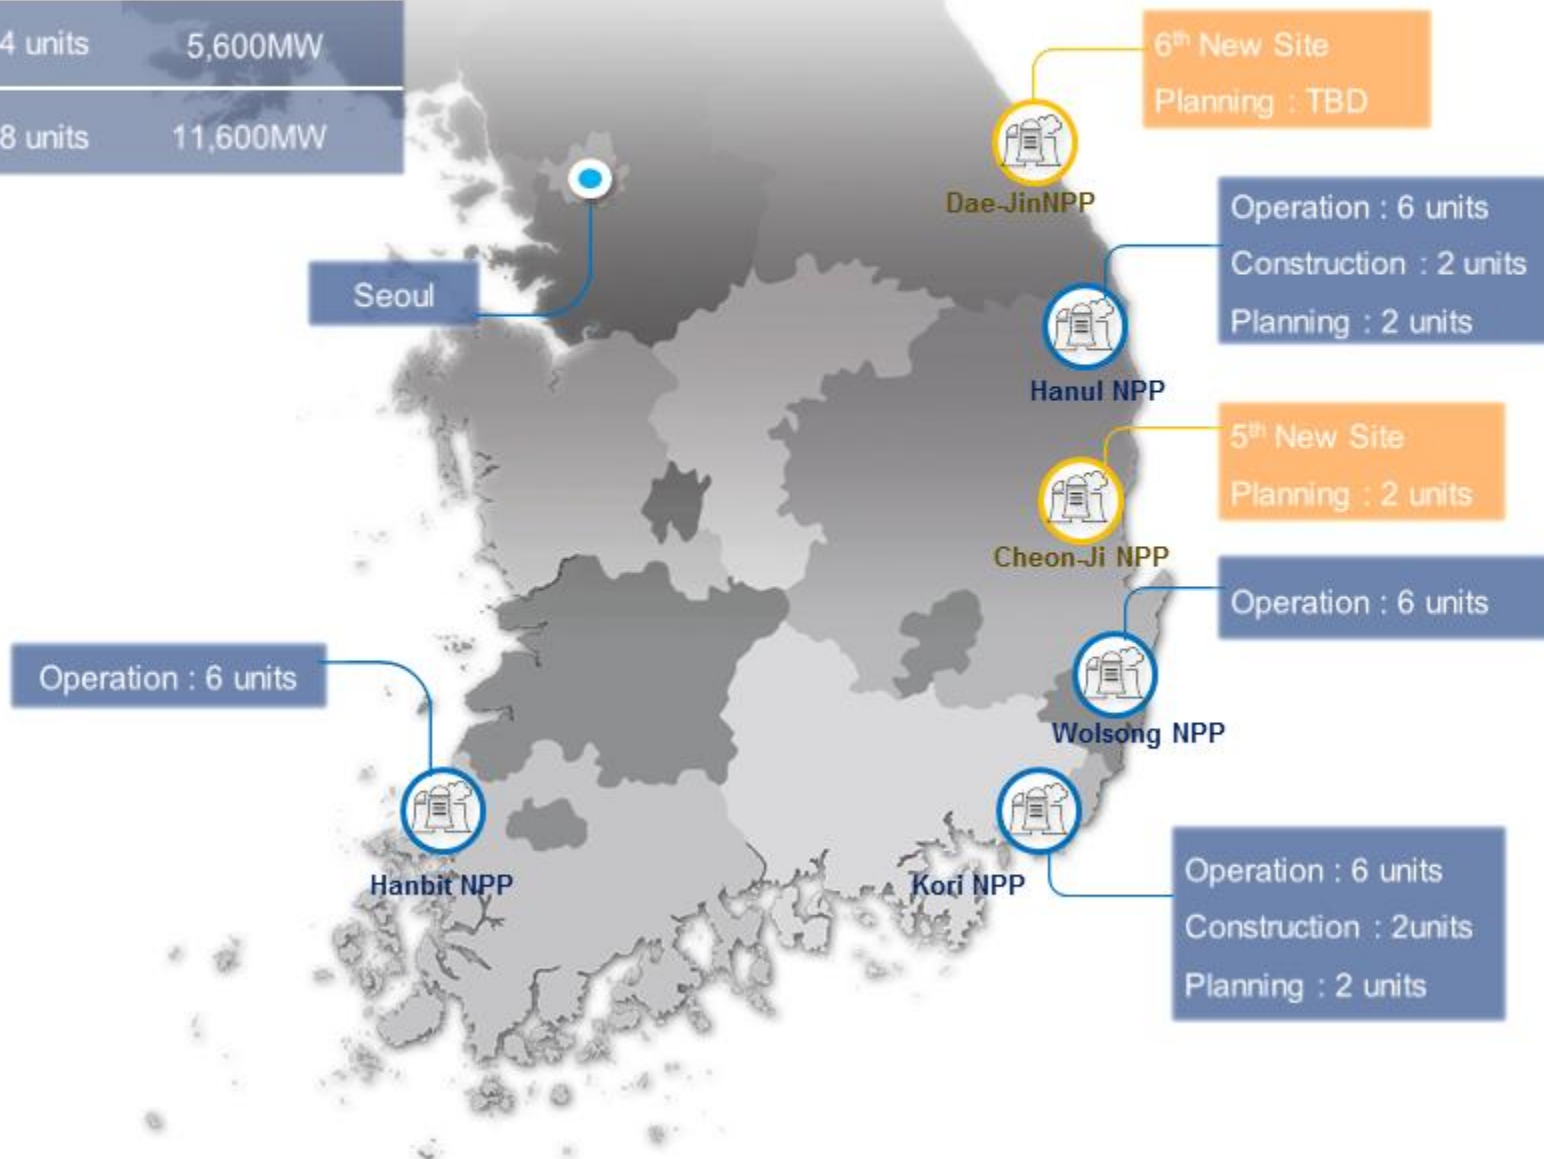 4 units 5,600MW
8 units 11,600MW
6th New Site
Planning : TBD
Dae-JinNPP
Operation : 6 units
Construction : 2 units
Planning : 2 units
Seoul
Hanul NPP
5th New Site
Planning : 2 units
Cheon-Ji NPP
Operation : 6 units
Operation : 6 units
Wolsong NPP
Hanbit NPP
Kori NPP
Operation : 6 units
Construction : 2units
Planning : 2 units